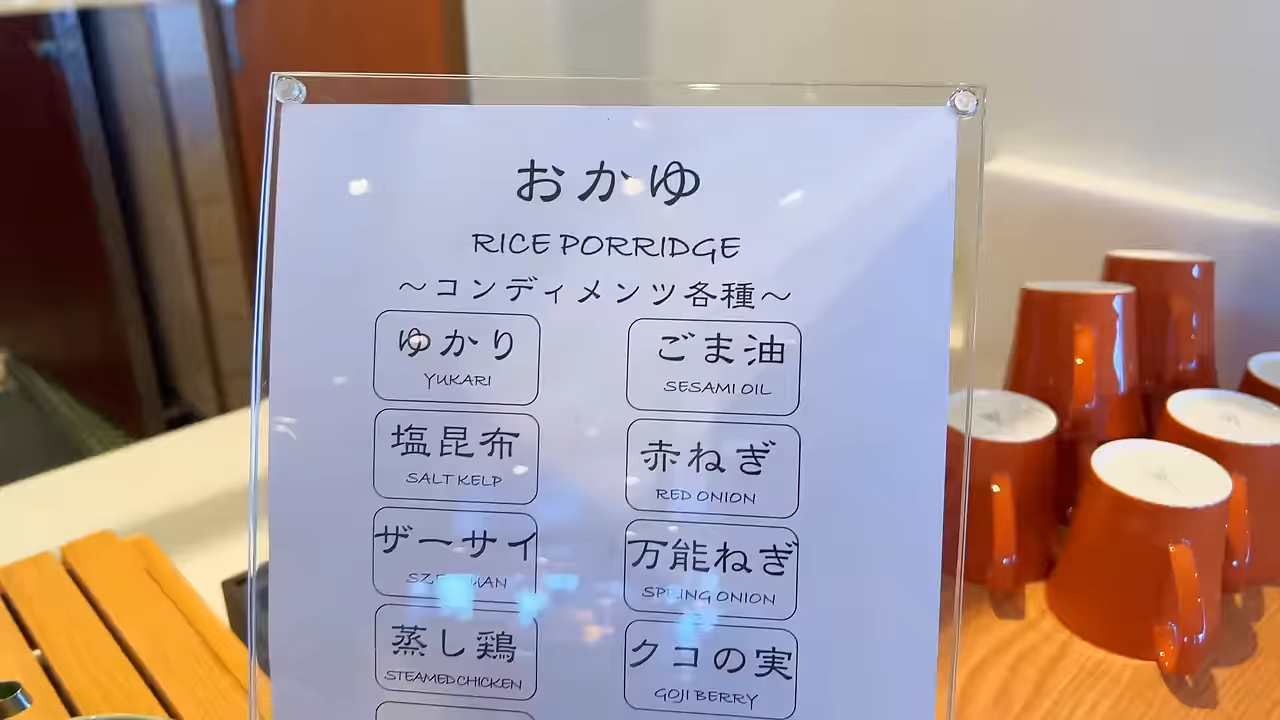 おかゆ
RICE PORRIDGE
～コンディメンツ各種～
ゆかり
YUKARI
塩昆布
SALT KELP
ザーサイ
蒸し鶏
STEAMED CHICKEN
ごま油
SESAMI OIL
赤ねぎ
RED ONION
万能ねぎ
SPRING ONION
クコの実
GOJI BERRY